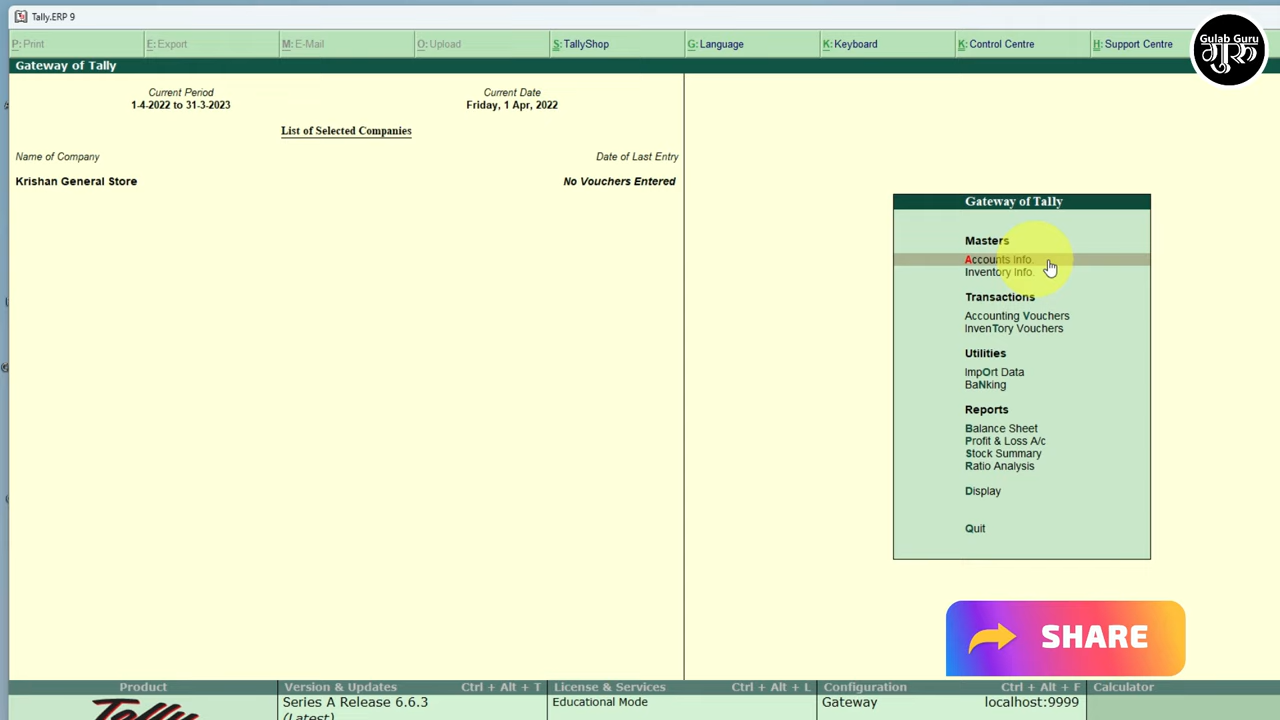 Tally.ERP 9
P: Print
E: Export
M: E-Mail
O: Upload
S: TallyShop
G: Language
K: Keyboard
K: Control Centre
H: Support Centre
Gulab Guru
गुरु
Gateway of Tally
Current Period
1-4-2022 to 31-3-2023
Current Date
Friday, 1 Apr, 2022
List of Selected Companies
Name of Company
Date of Last Entry
Krishan General Store
No Vouchers Entered
Gateway of Tally
Masters
Accounts Info.
Inventory Info.
Transactions
Accounting Vouchers
InvenTory Vouchers
Utilities
ImpOrt Data
BaNking
Reports
Balance Sheet
Profit & Loss A/c
Stock Summary
Ratio Analysis
Display
Quit
SHARE
Product
Version & Updates
Ctrl + Alt + T
License & Services
Ctrl + Alt + L
Configuration
Ctrl + Alt + F
Calculator
Tally
Series A Release 6.6.3
(Latest)
Educational Mode
Gateway
localhost:9999